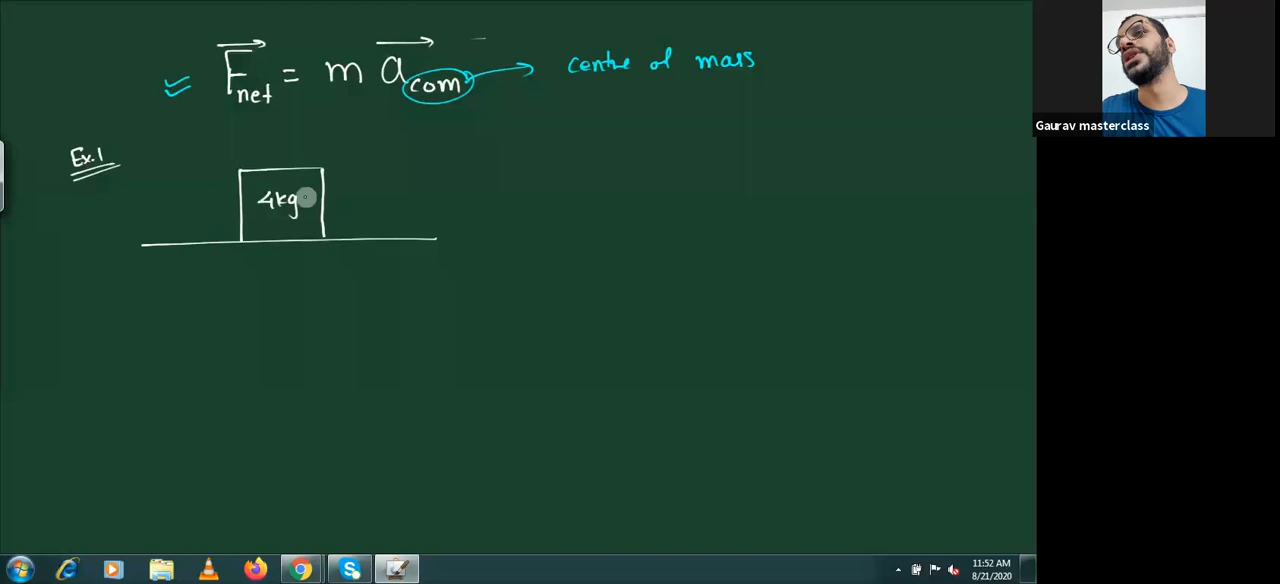 F net = m a com → centre of mass
Gaurav masterclass
Ex.1
4kg
11:52 AM
8/21/2020